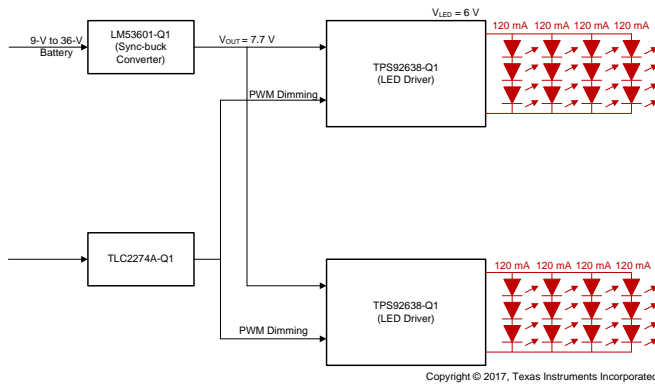 V_LED = 6 V
120 mA 120 mA 120 mA 120 mA
9-V to 36-V
Battery
LM53601-Q1
(Sync-buck
Converter)
V_OUT = 7.7 V
TPS92638-Q1
(LED Driver)
PWM Dimming
TLC2274A-Q1
120 mA 120 mA 120 mA 120 mA
TPS92638-Q1
(LED Driver)
PWM Dimming
Copyright © 2017, Texas Instruments Incorporated